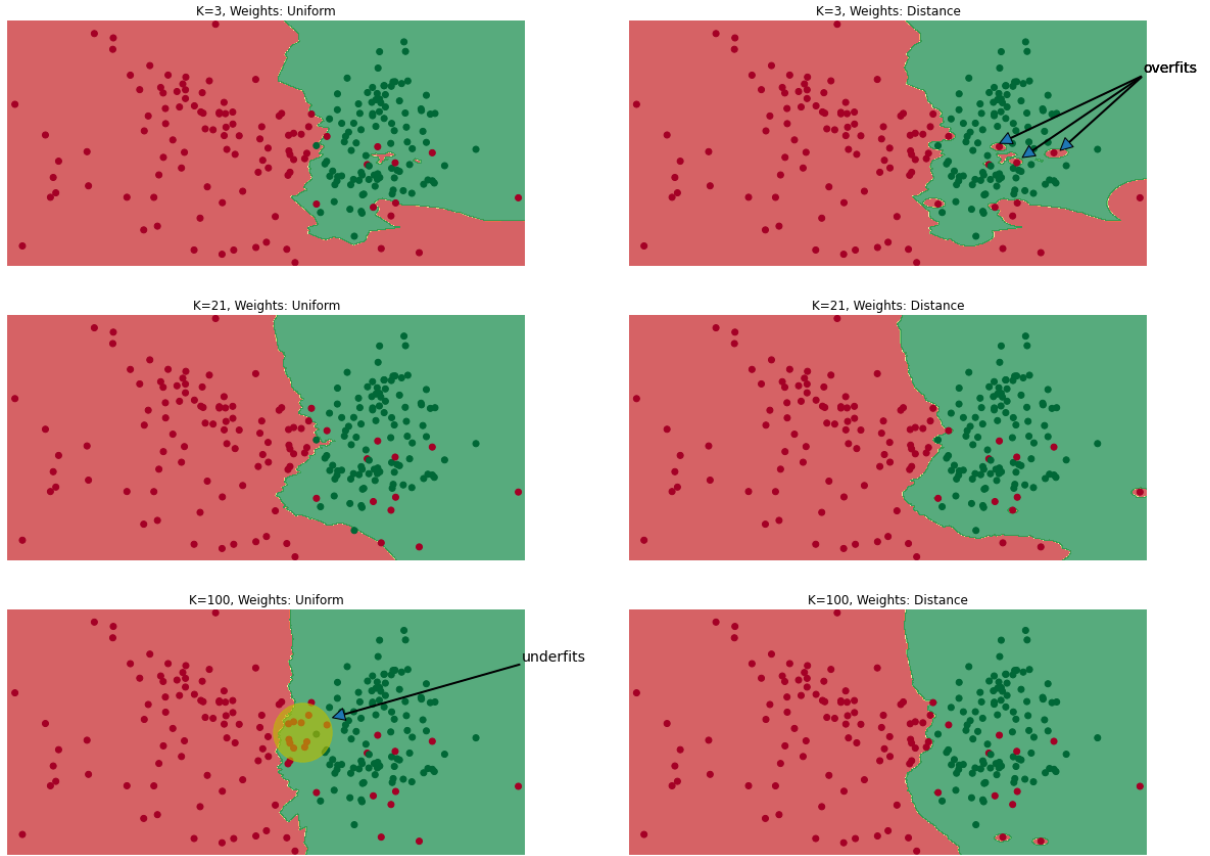 K=3, Weights: Uniform
K=3, Weights: Distance
overfits
K=21, Weights: Uniform
K=21, Weights: Distance
K=100, Weights: Uniform
K=100, Weights: Distance
underfits